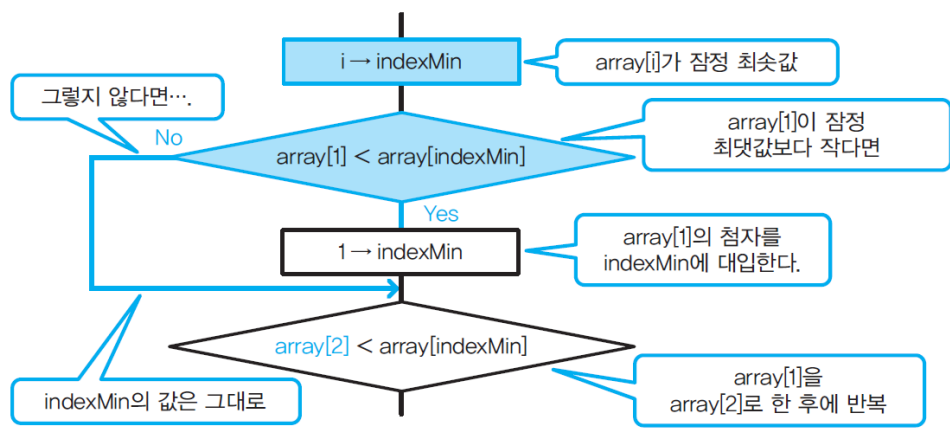 i → indexMin
array[i]가 잠정 최솟값
그렇지 않다면….
No
array[1] < array[indexMin]
array[1]이 잠정
최댓값보다 작다면
Yes
1 → indexMin
array[1]의 첨자를
indexMin에 대입한다.
array[2] < array[indexMin]
indexMin의 값은 그대로
array[1]을
array[2]로 한 후에 반복